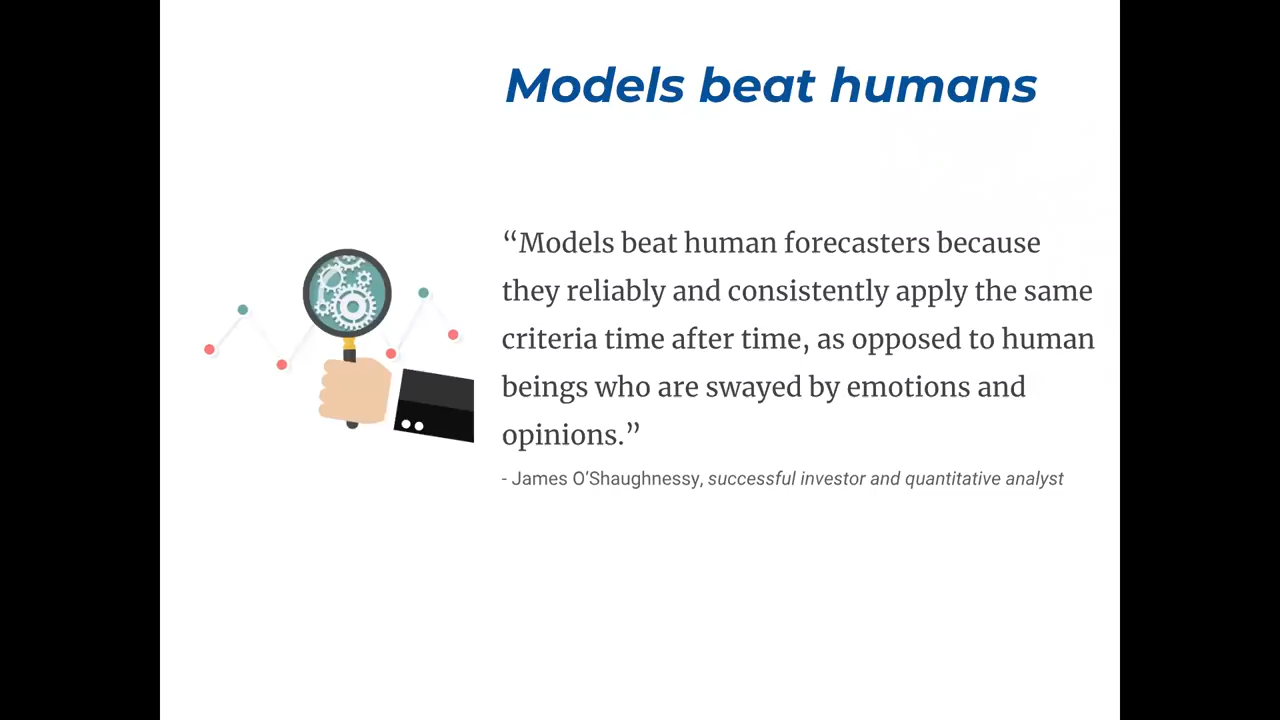 Models beat humans
“Models beat human forecasters because
they reliably and consistently apply the same
criteria time after time, as opposed to human
beings who are swayed by emotions and
opinions.”
- James O’Shaughnessy, successful investor and quantitative analyst